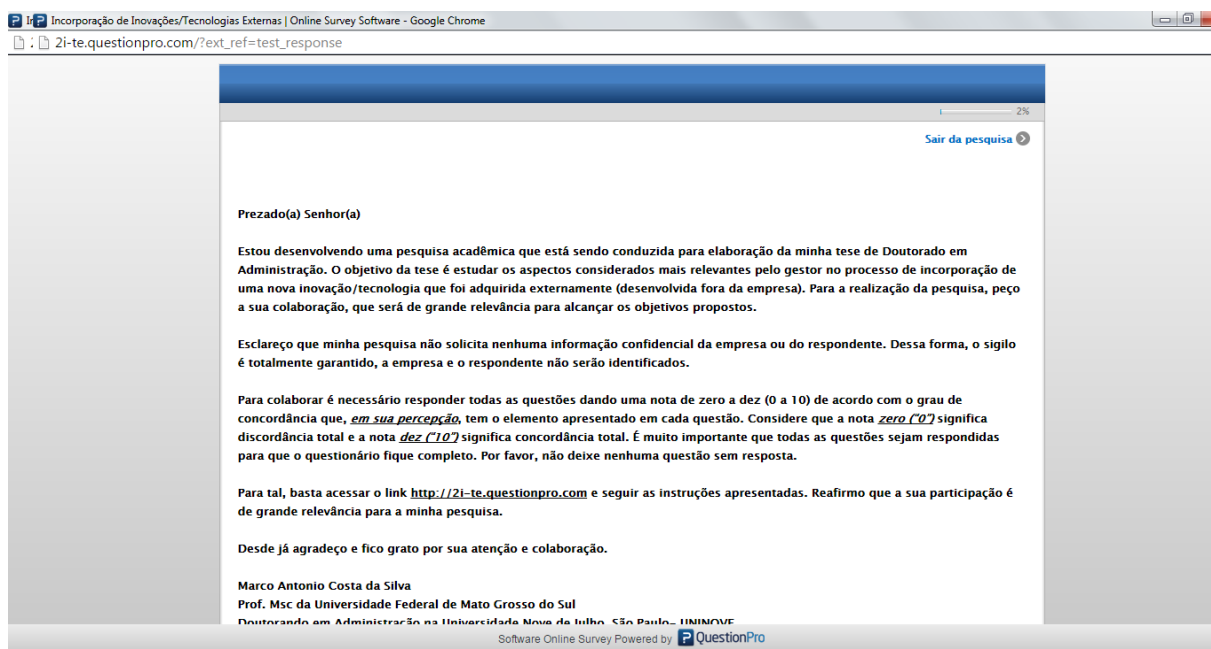 Incorporação de Inovações/Tecnologias Externas | Online Survey Software - Google Chrome
2i-te.questionpro.com/?ext_ref=test_response
2%
Sair da pesquisa
Prezado(a) Senhor(a)
Estou desenvolvendo uma pesquisa acadêmica que está sendo conduzida para elaboração da minha tese de Doutorado em
Administração. O objetivo da tese é estudar os aspectos considerados mais relevantes pelo gestor no processo de incorporação de
uma nova inovação/tecnologia que foi adquirida externamente (desenvolvida fora da empresa). Para a realização da pesquisa, peço
a sua colaboração, que será de grande relevância para alcançar os objetivos propostos.
Esclareço que minha pesquisa não solicita nenhuma informação confidencial da empresa ou do respondente. Dessa forma, o sigilo
é totalmente garantido, a empresa e o respondente não serão identificados.
Para colaborar é necessário responder todas as questões dando uma nota de zero a dez (0 a 10) de acordo com o grau de
concordância que, em sua percepção, tem o elemento apresentado em cada questão. Considere que a nota zero ("0") significa
discordância total e a nota dez ("10") significa concordância total. É muito importante que todas as questões sejam respondidas
para que o questionário fique completo. Por favor, não deixe nenhuma questão sem resposta.
Para tal, basta acessar o link http://2i-te.questionpro.com e seguir as instruções apresentadas. Reafirmo que a sua participação é
de grande relevância para a minha pesquisa.
Desde já agradeço e fico grato por sua atenção e colaboração.
Marco Antonio Costa da Silva
Prof. Msc da Universidade Federal de Mato Grosso do Sul
Doutorando em Administração na Universidade Nove de Julho, São Paulo- UNINOVE
Software Online Survey Powered by QuestionPro